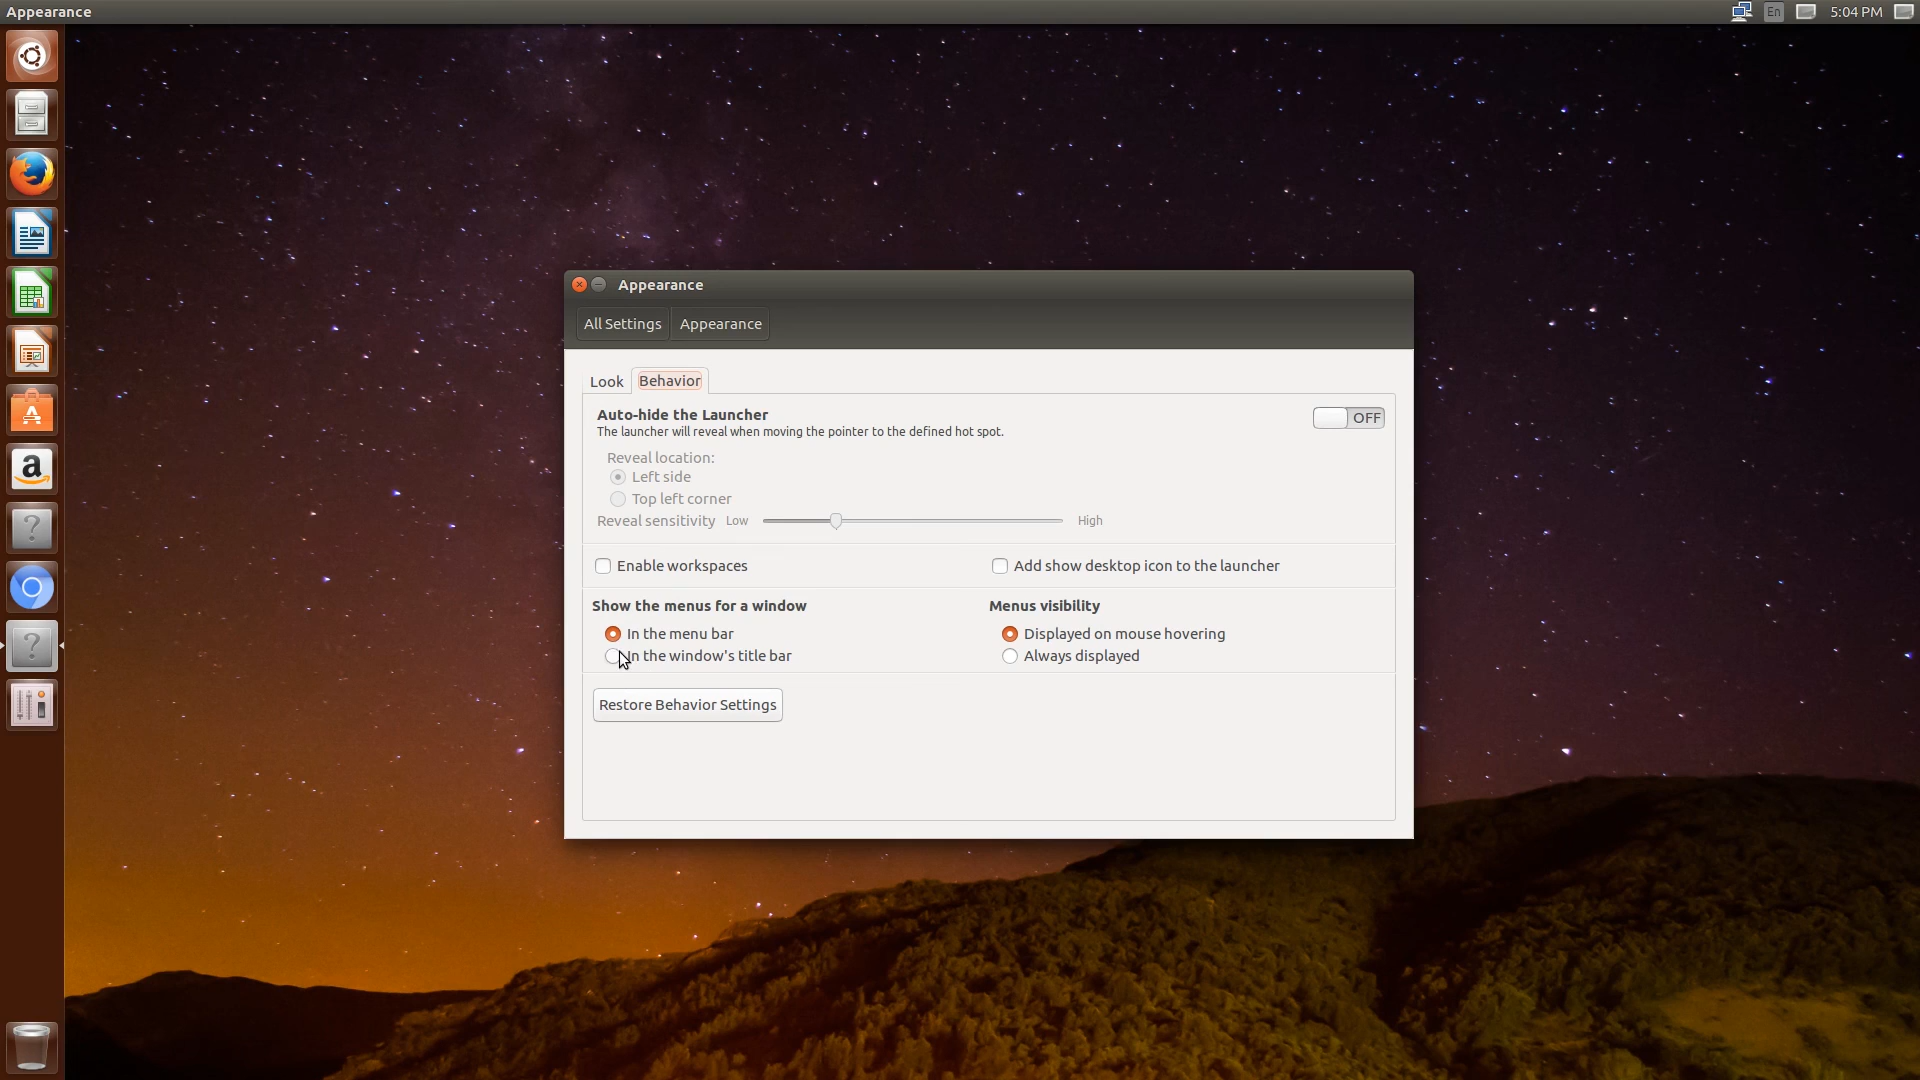 Appearance
En
5:04 PM
Appearance
All Settings
Appearance
Look
Behavior
Auto-hide the Launcher
OFF
The launcher will reveal when moving the pointer to the defined hot spot.
Reveal location:
Left side
Top left corner
Reveal sensitivity Low High
Enable workspaces
Add show desktop icon to the launcher
Show the menus for a window
In the menu bar
In the window's title bar
Menus visibility
Displayed on mouse hovering
Always displayed
Restore Behavior Settings